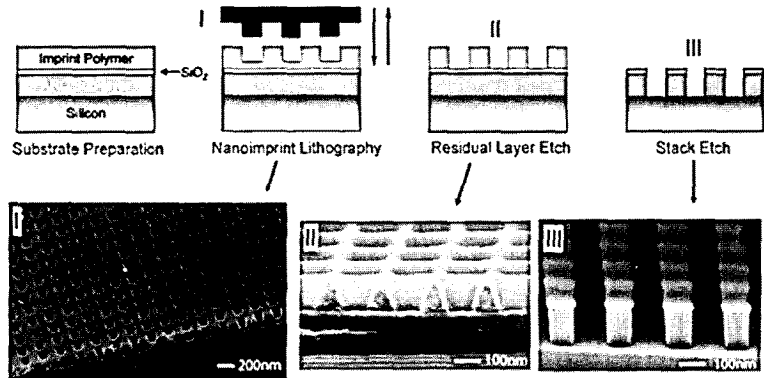 I
II
III
Imprint Polymer
SiO2
Silicon
Substrate Preparation
Nanoimprint Lithography
Residual Layer Etch
Stack Etch
I
II
III
200nm
100nm
100nm